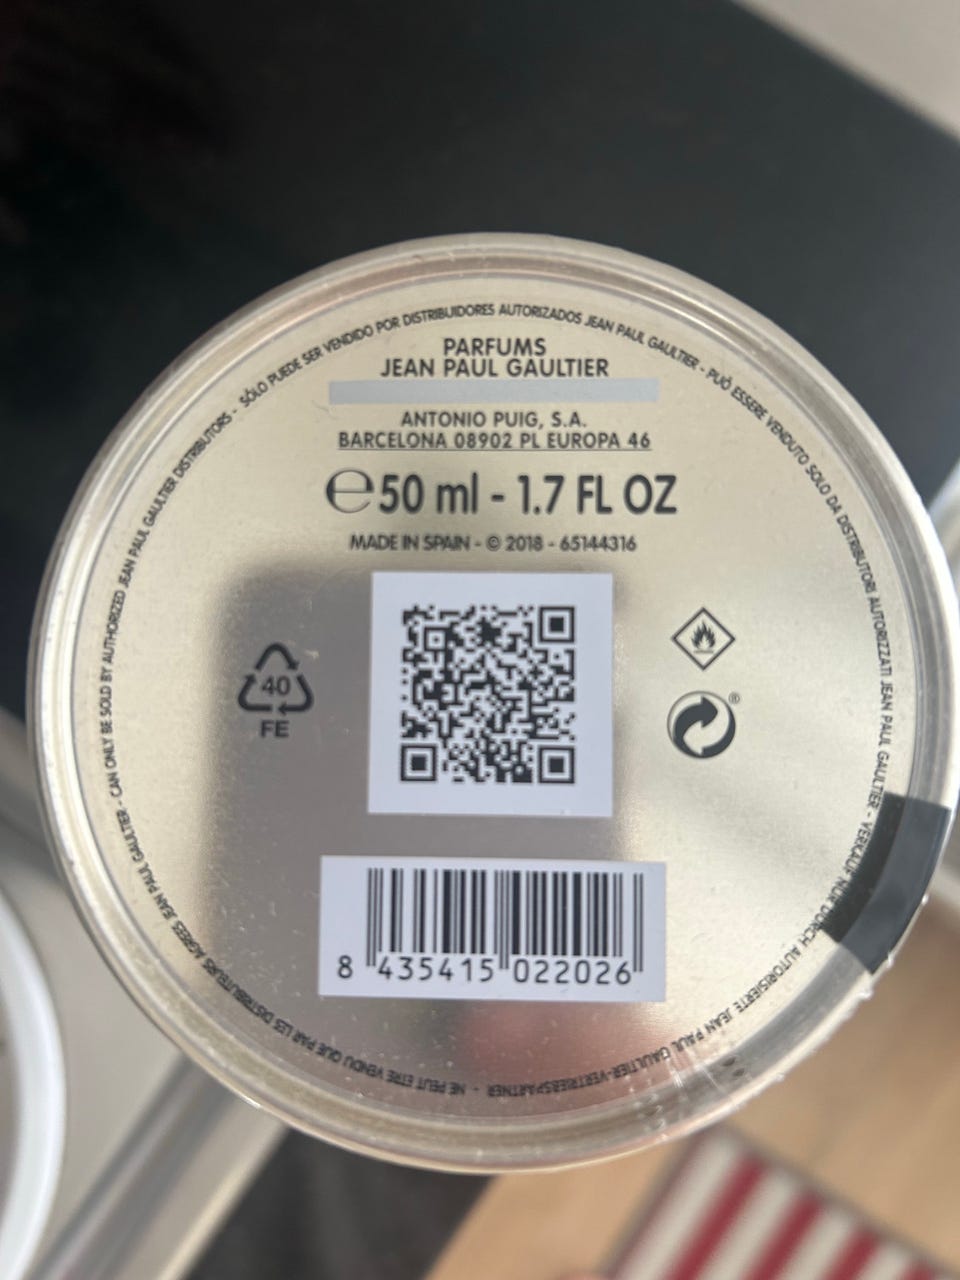 PARFUMS
JEAN PAUL GAULTIER
ANTONIO PUIG, S.A.
BARCELONA 08902 PL EUROPA 46
℮50 ml - 1.7 FL OZ
MADE IN SPAIN - © 2018 - 65144316
40
FE
®
8 435415 022026
SÓLO PUEDE SER VENDIDO POR DISTRIBUIDORES AUTORIZADOS JEAN PAUL GAULTIER - PUÒ ESSERE VENDUTO SOLO DA DISTRIBUTORI AUTORIZZATI JEAN PAUL GAULTIER - VERKAUF NUR DURCH AUTORISIERTE JEAN PAUL GAULTIER-VERTRIEBSPARTNER - NE PEUT ETRE VENDU QUE PAR LES DISTRIBUTEURS AGREES JEAN PAUL GAULTIER - CAN ONLY BE SOLD BY AUTHORIZED JEAN PAUL GAULTIER DISTRIBUTORS -